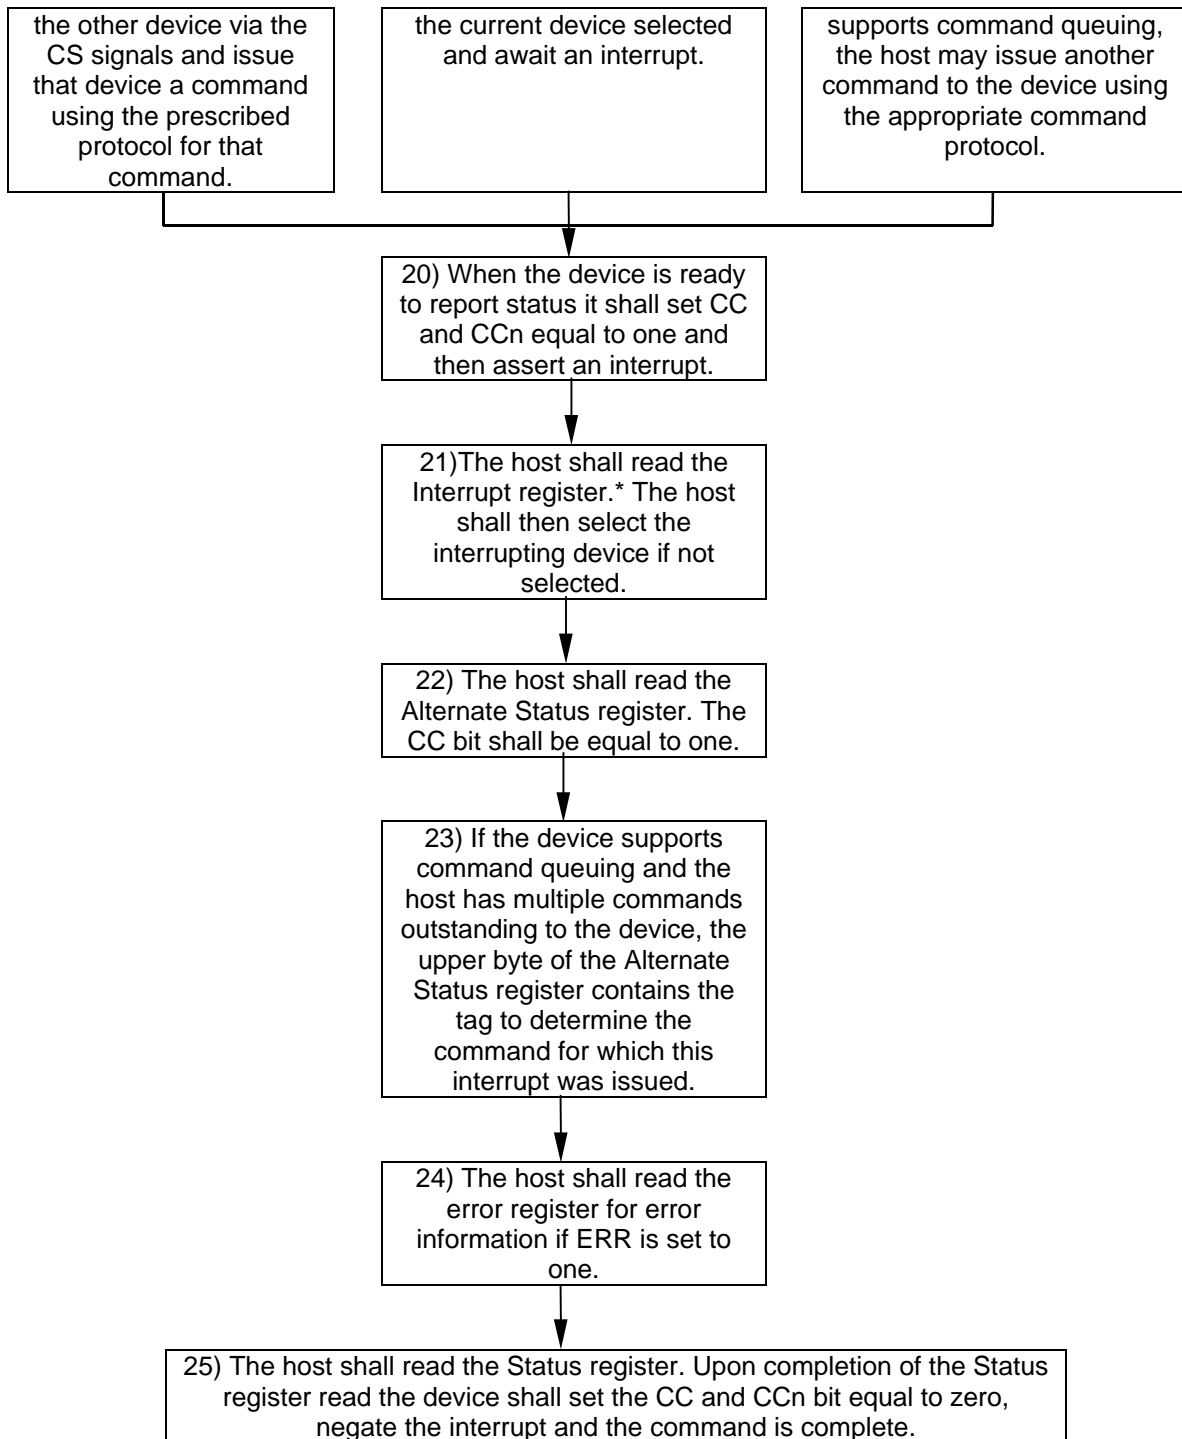 the other device via the
CS signals and issue
that device a command
using the prescribed
protocol for that
command.
the current device selected
and await an interrupt.
supports command queuing,
the host may issue another
command to the device using
the appropriate command
protocol.
20) When the device is ready
to report status it shall set CC
and CCn equal to one and
then assert an interrupt.
21)The host shall read the
Interrupt register.* The host
shall then select the
interrupting device if not
selected.
22) The host shall read the
Alternate Status register. The
CC bit shall be equal to one.
23) If the device supports
command queuing and the
host has multiple commands
outstanding to the device, the
upper byte of the Alternate
Status register contains the
tag to determine the
command for which this
interrupt was issued.
24) The host shall read the
error register for error
information if ERR is set to
one.
25) The host shall read the Status register. Upon completion of the Status
register read the device shall set the CC and CCn bit equal to zero,
negate the interrupt and the command is complete.